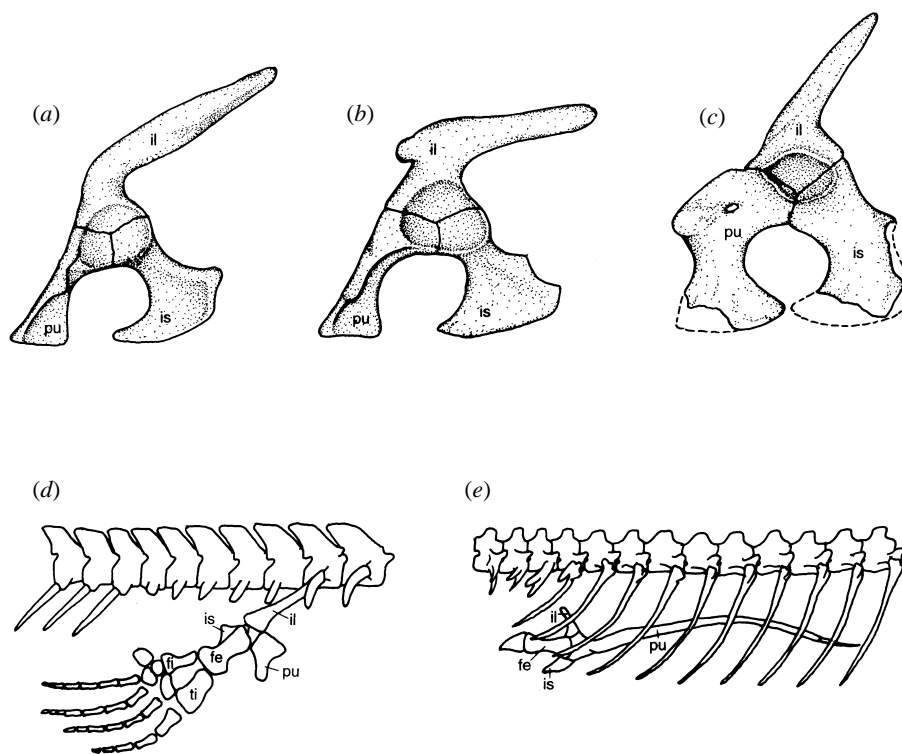 (a)
il
pu
is
(b)
il
pu
is
(c)
il
pu
is
(d)
is
il
fi
fe
pu
ti
(e)
il
pu
fe
is